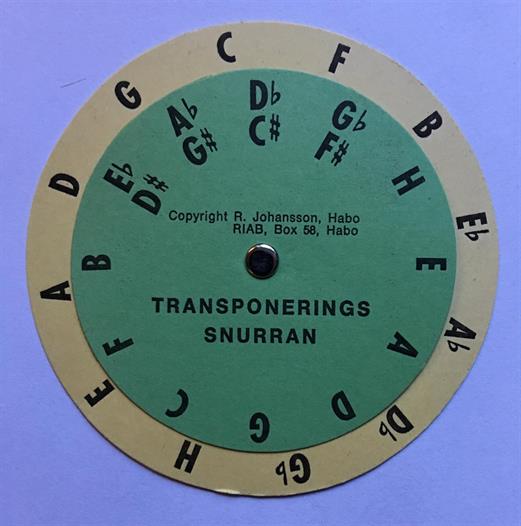 C
F
B
E♭
A♭
D♭
G♭
H
E
A
D
G
D♭
C♯
G♭
F♯
H
E
A
D
G
C
F
B
E♭
D♯
A♭
G♯
Copyright R. Johansson, Habo
RIAB, Box 58, Habo
TRANSPONERINGS
SNURRAN